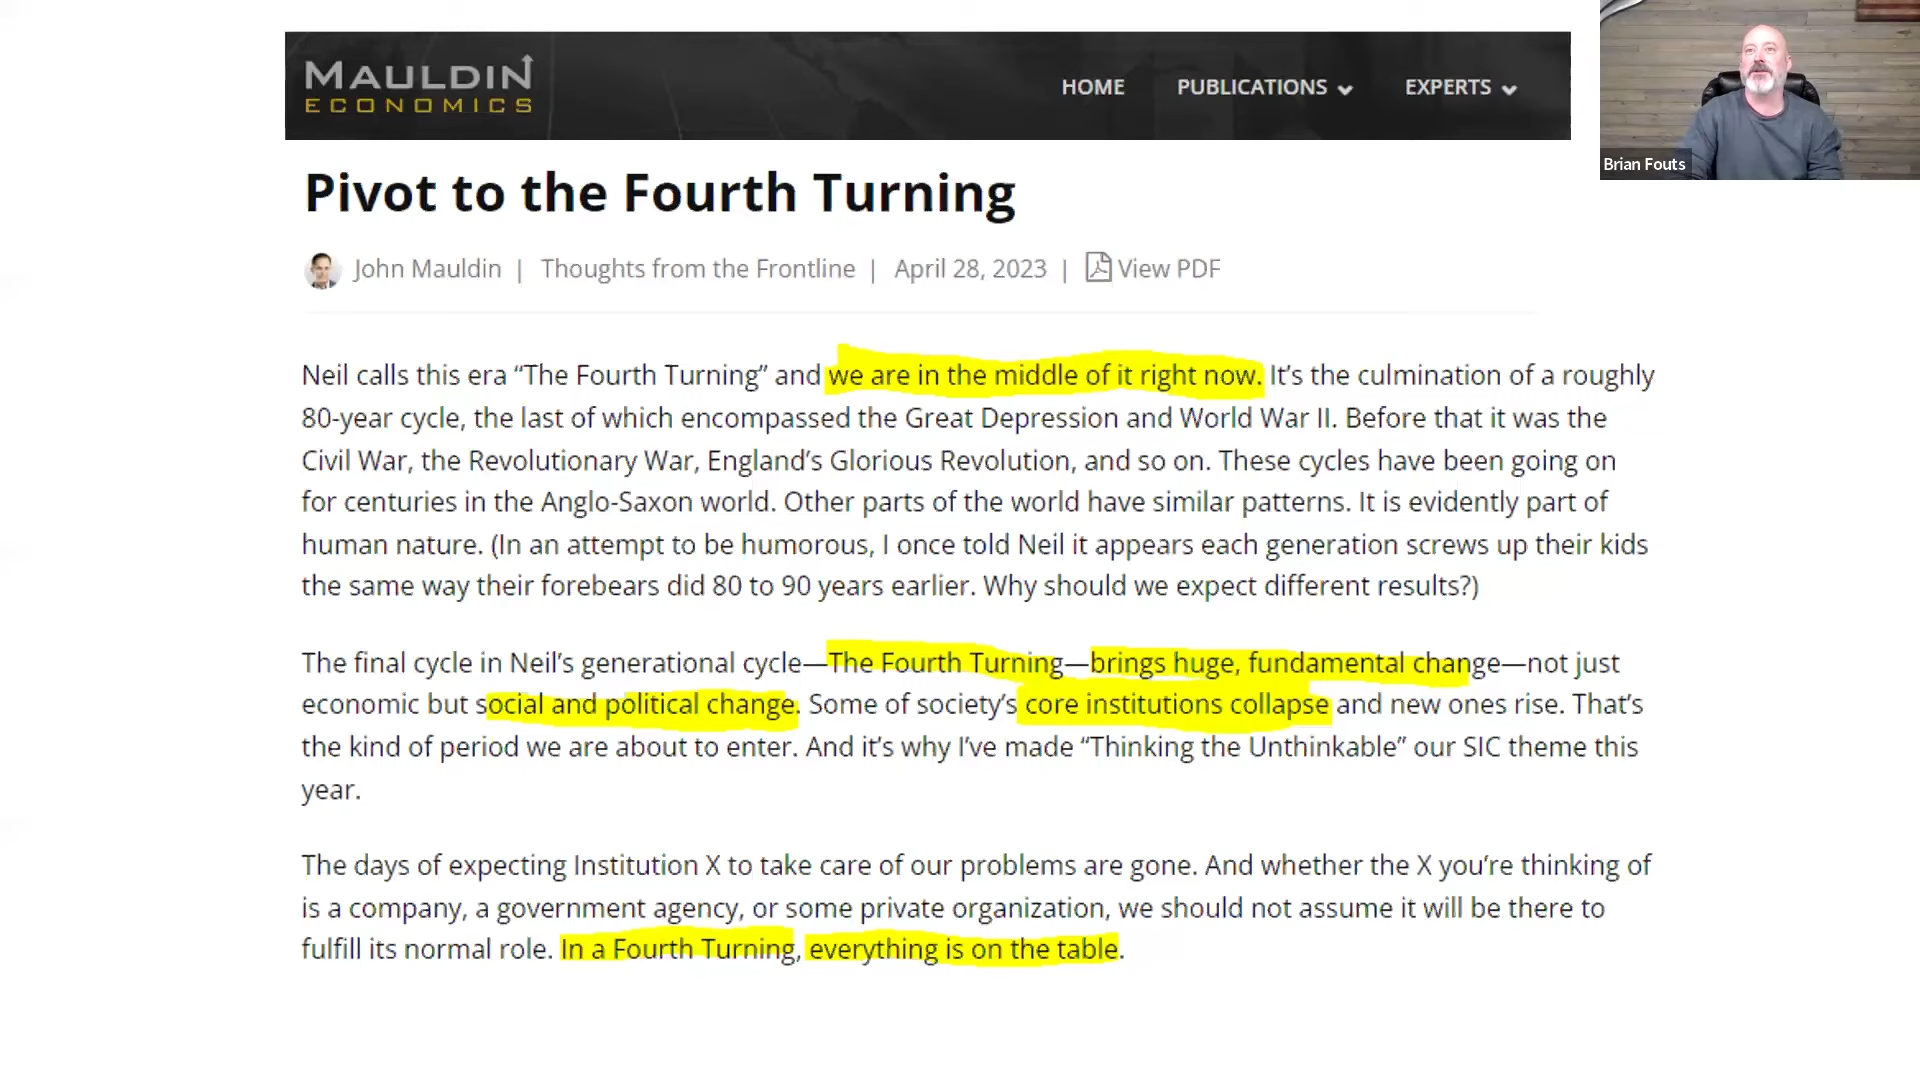 MAULDIN
ECONOMICS
HOME PUBLICATIONS EXPERTS
Brian Fouts
Pivot to the Fourth Turning
John Mauldin | Thoughts from the Frontline | April 28, 2023 | View PDF
Neil calls this era “The Fourth Turning” and we are in the middle of it right now. It’s the culmination of a roughly
80-year cycle, the last of which encompassed the Great Depression and World War II. Before that it was the
Civil War, the Revolutionary War, England’s Glorious Revolution, and so on. These cycles have been going on
for centuries in the Anglo-Saxon world. Other parts of the world have similar patterns. It is evidently part of
human nature. (In an attempt to be humorous, I once told Neil it appears each generation screws up their kids
the same way their forebears did 80 to 90 years earlier. Why should we expect different results?)
The final cycle in Neil’s generational cycle—The Fourth Turning—brings huge, fundamental change—not just
economic but social and political change. Some of society’s core institutions collapse and new ones rise. That’s
the kind of period we are about to enter. And it’s why I’ve made “Thinking the Unthinkable” our SIC theme this
year.
The days of expecting Institution X to take care of our problems are gone. And whether the X you’re thinking of
is a company, a government agency, or some private organization, we should not assume it will be there to
fulfill its normal role. In a Fourth Turning, everything is on the table.